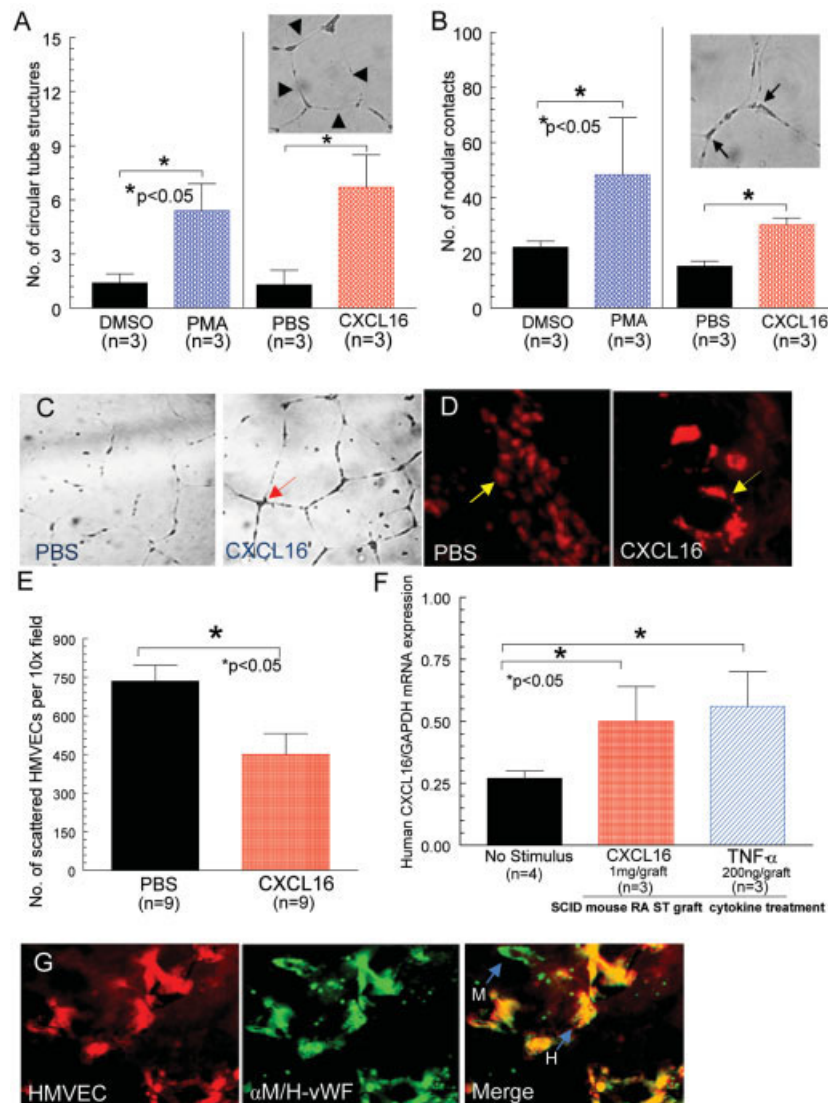 A
No. of circular tube structures
15
12
9
6
3
0
*
*p<0.05
*
DMSO
(n=3)
PMA
(n=3)
PBS
(n=3)
CXCL16
(n=3)
B
No. of nodular contacts
100
80
60
40
20
0
*
*p<0.05
*
DMSO
(n=3)
PMA
(n=3)
PBS
(n=3)
CXCL16
(n=3)
C
PBS
CXCL16
D
PBS
CXCL16
E
No. of scattered HMVECs per 10x field
900
750
600
450
300
150
0
*
*p<0.05
PBS
(n=9)
CXCL16
(n=9)
F
Human CXCL16/GAPDH mRNA expression
1.00
0.75
0.50
0.25
0.00
*
*
*p<0.05
No Stimulus
(n=4)
CXCL16
1mg/graft
(n=3)
TNF-α
200ng/graft
(n=3)
SCID mouse RA ST graft cytokine treatment
G
HMVEC
αM/H-vWF
M
H
Merge